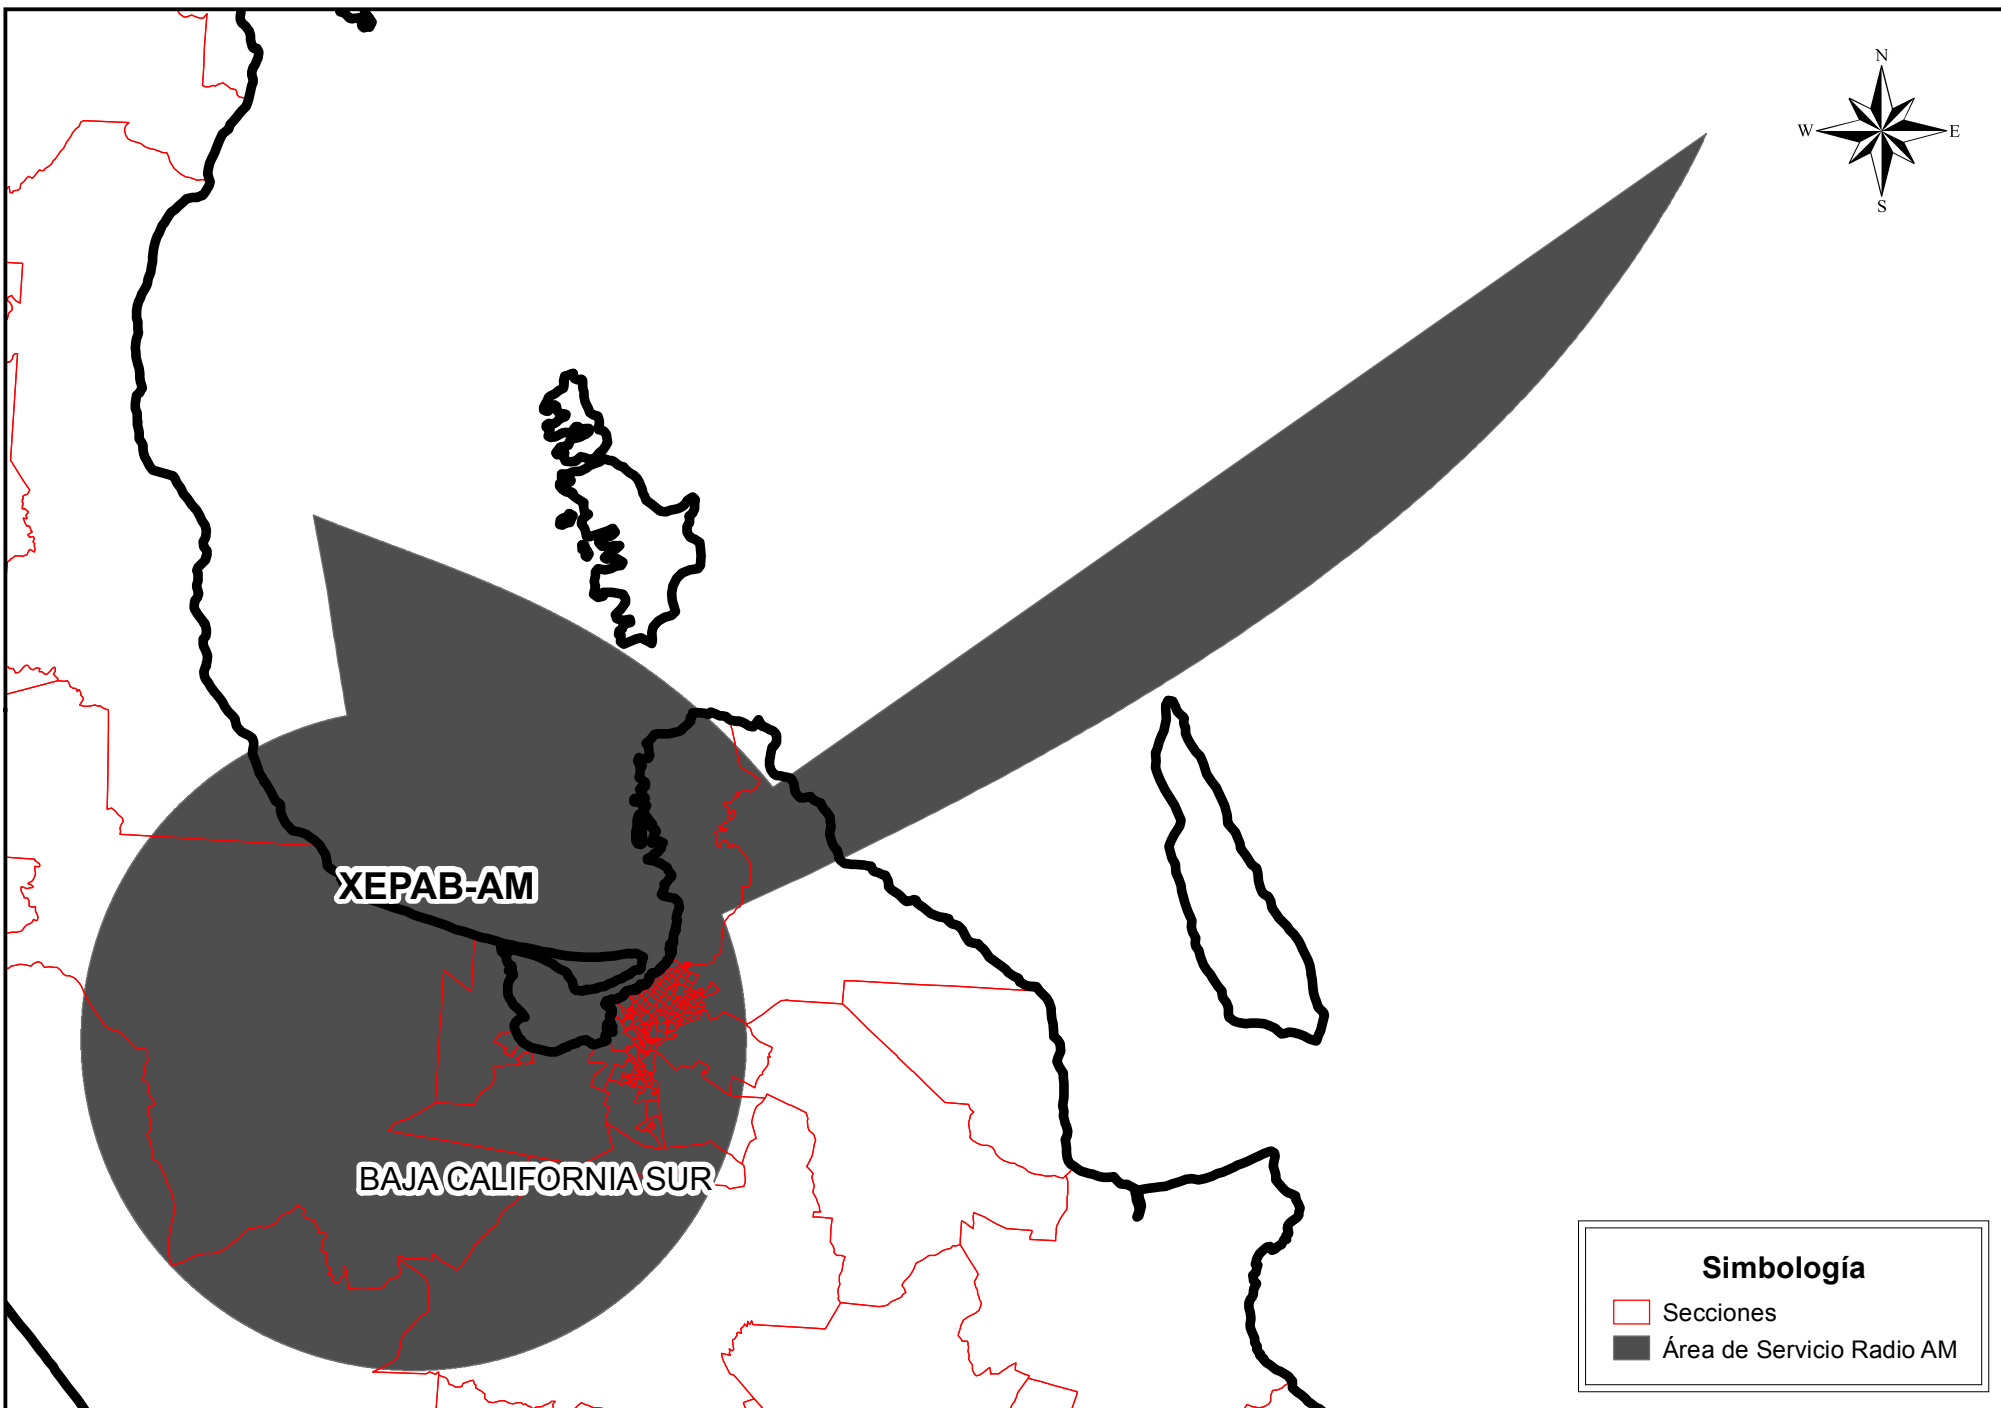 N
W E
S
XEPAB-AM
BAJA CALIFORNIA SUR
Simbología
Secciones
Área de Servicio Radio AM